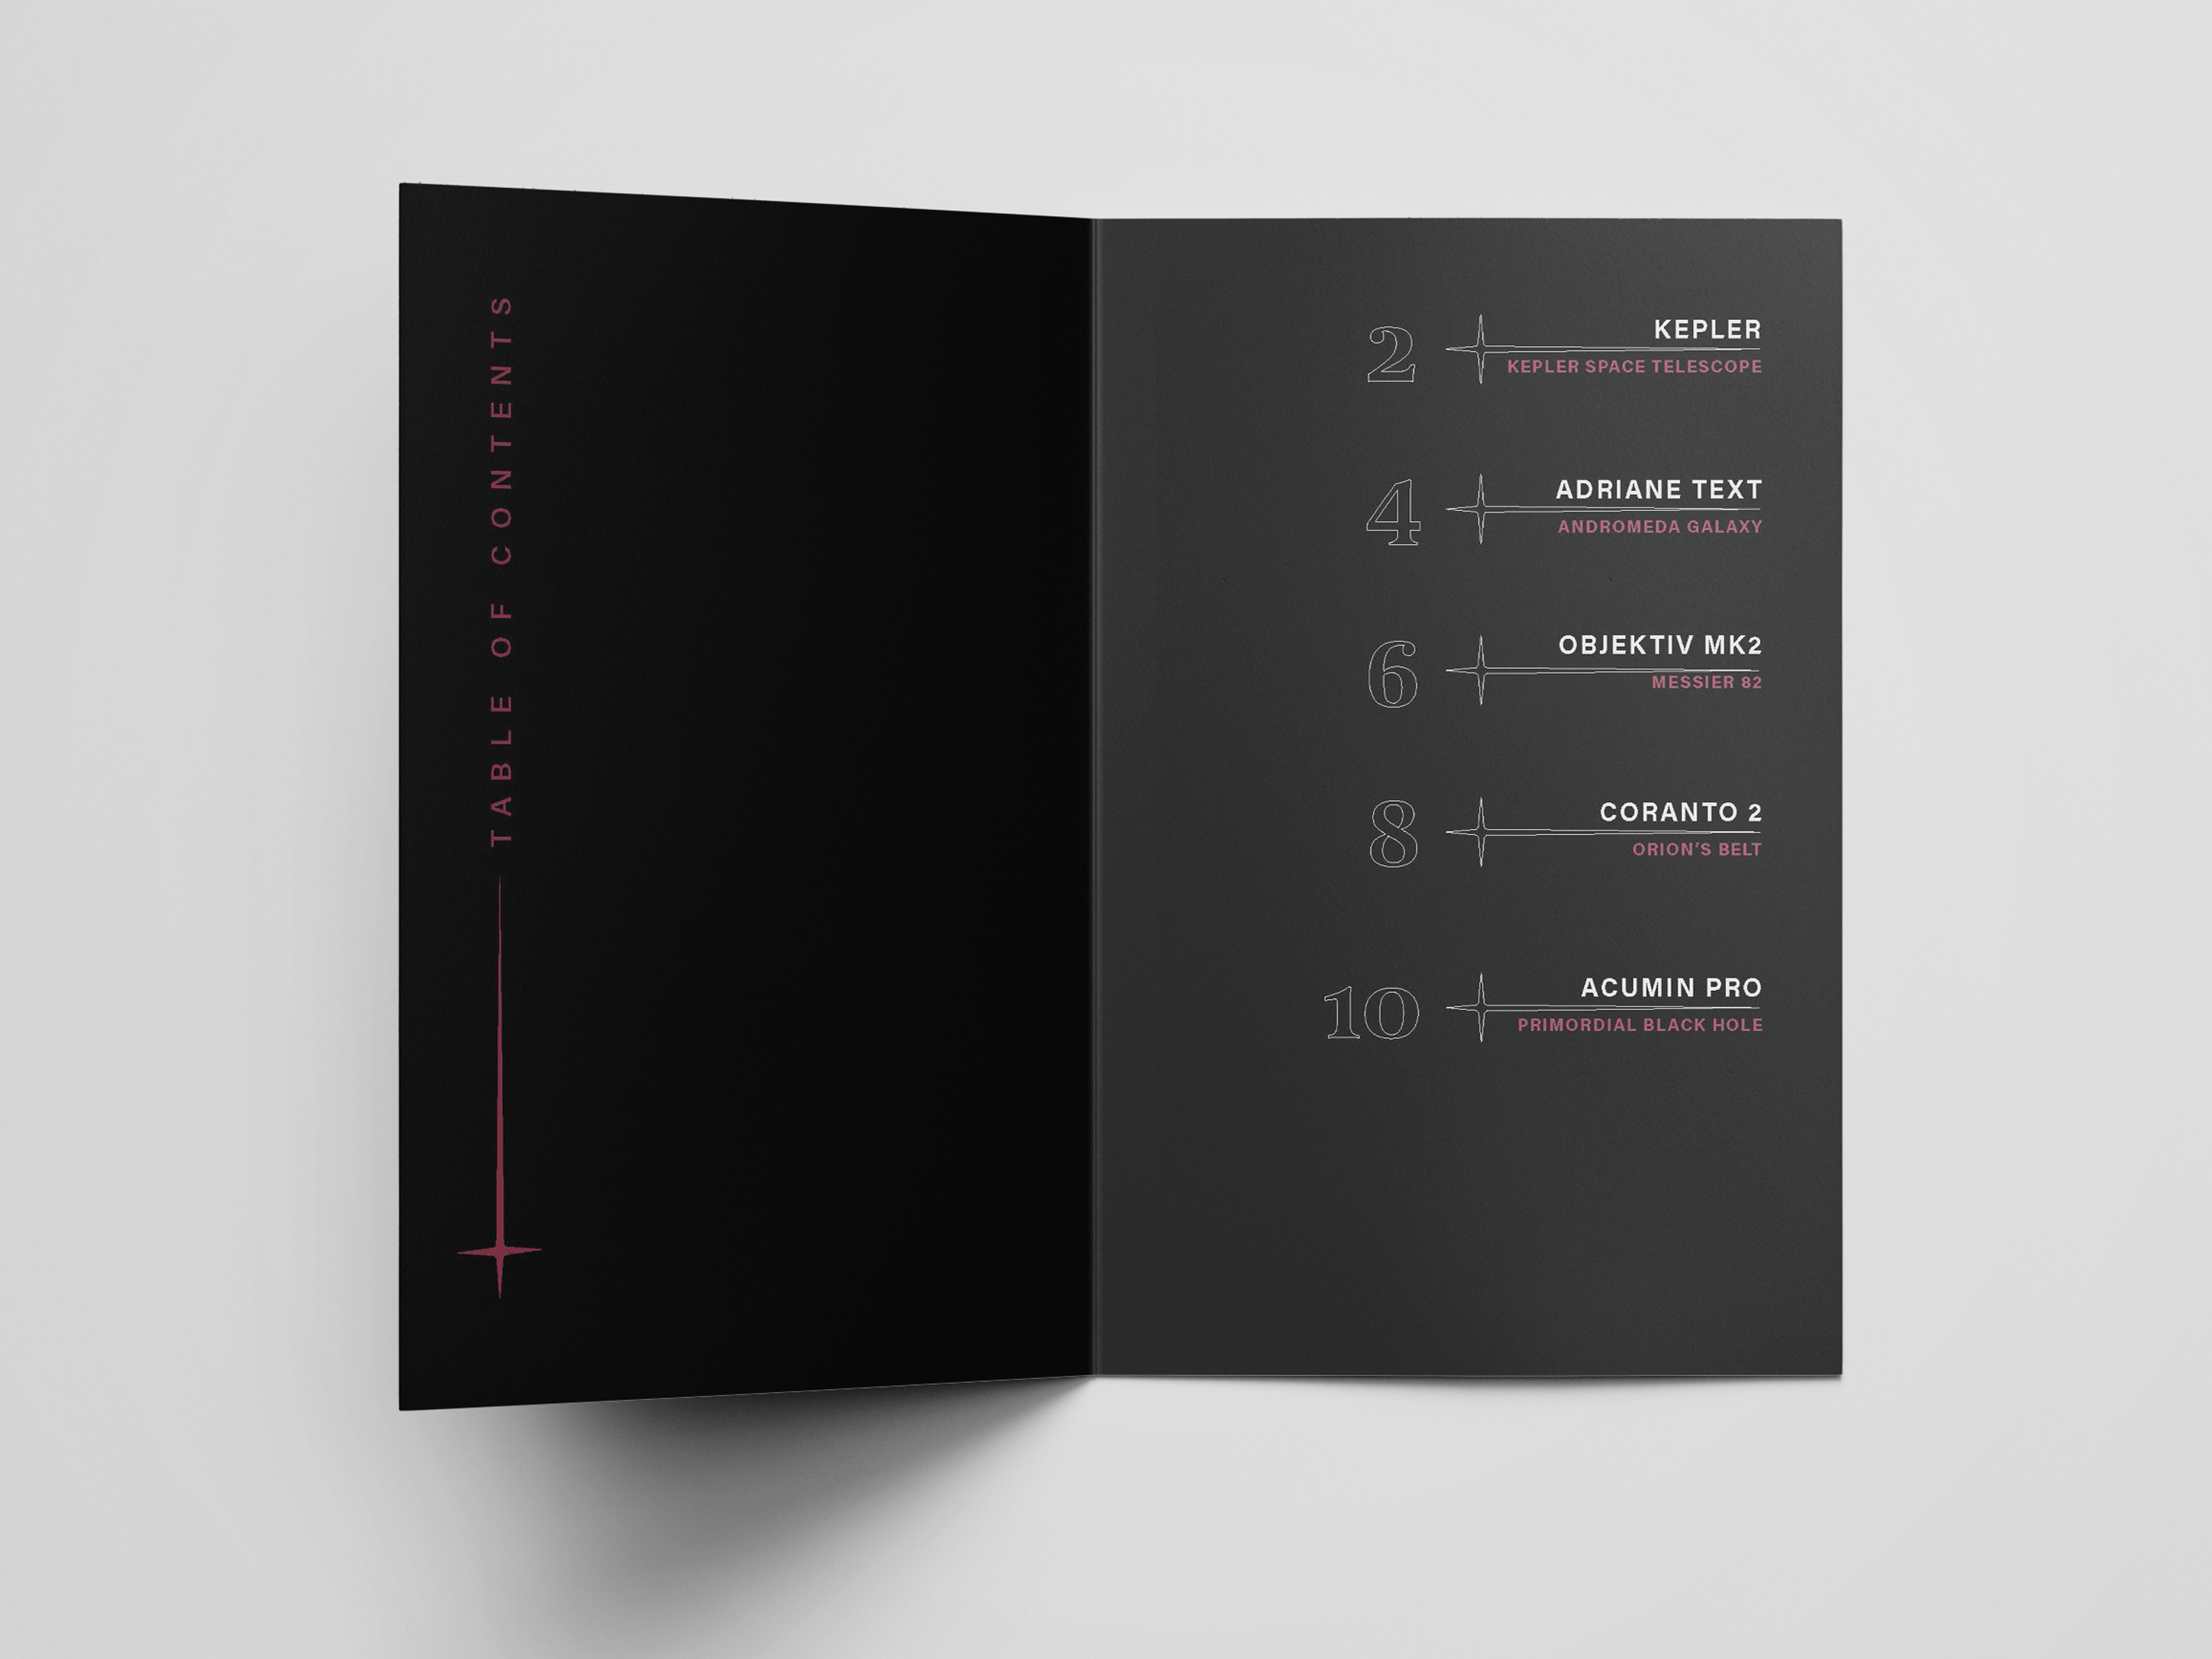 TABLE OF CONTENTS
2
KEPLER
KEPLER SPACE TELESCOPE
4
ADRIANE TEXT
ANDROMEDA GALAXY
6
OBJEKTIV MK2
MESSIER 82
8
CORANTO 2
ORION'S BELT
10
ACUMIN PRO
PRIMORDIAL BLACK HOLE